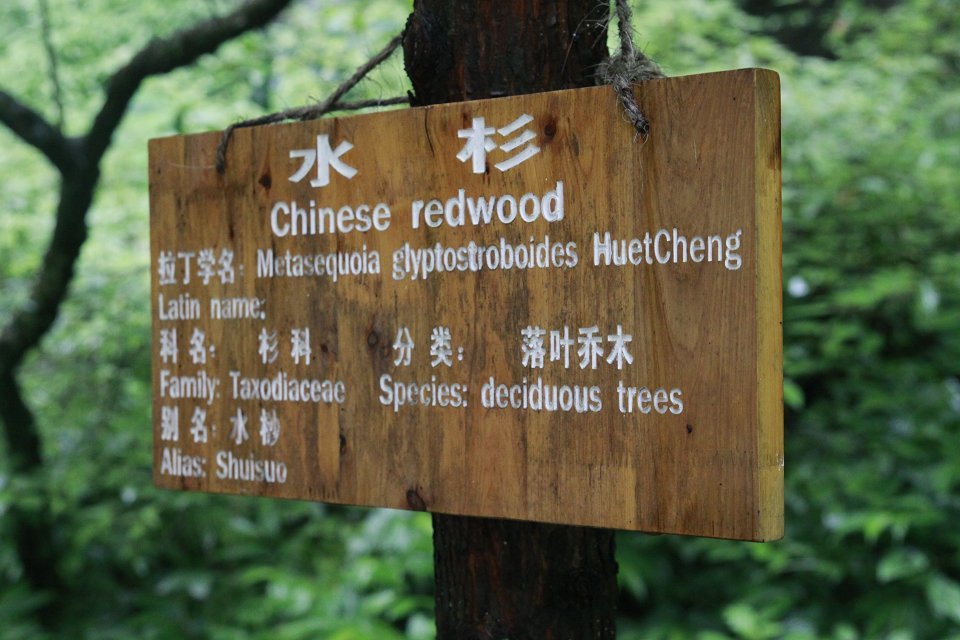 水 杉
Chinese redwood
拉丁学名: Metasequoia glyptostroboides HuetCheng
Latin name:
科名: 杉科 分类: 落叶乔木
Family: Taxodiaceae Species: deciduous trees
别名: 水桫
Alias: Shuisuo